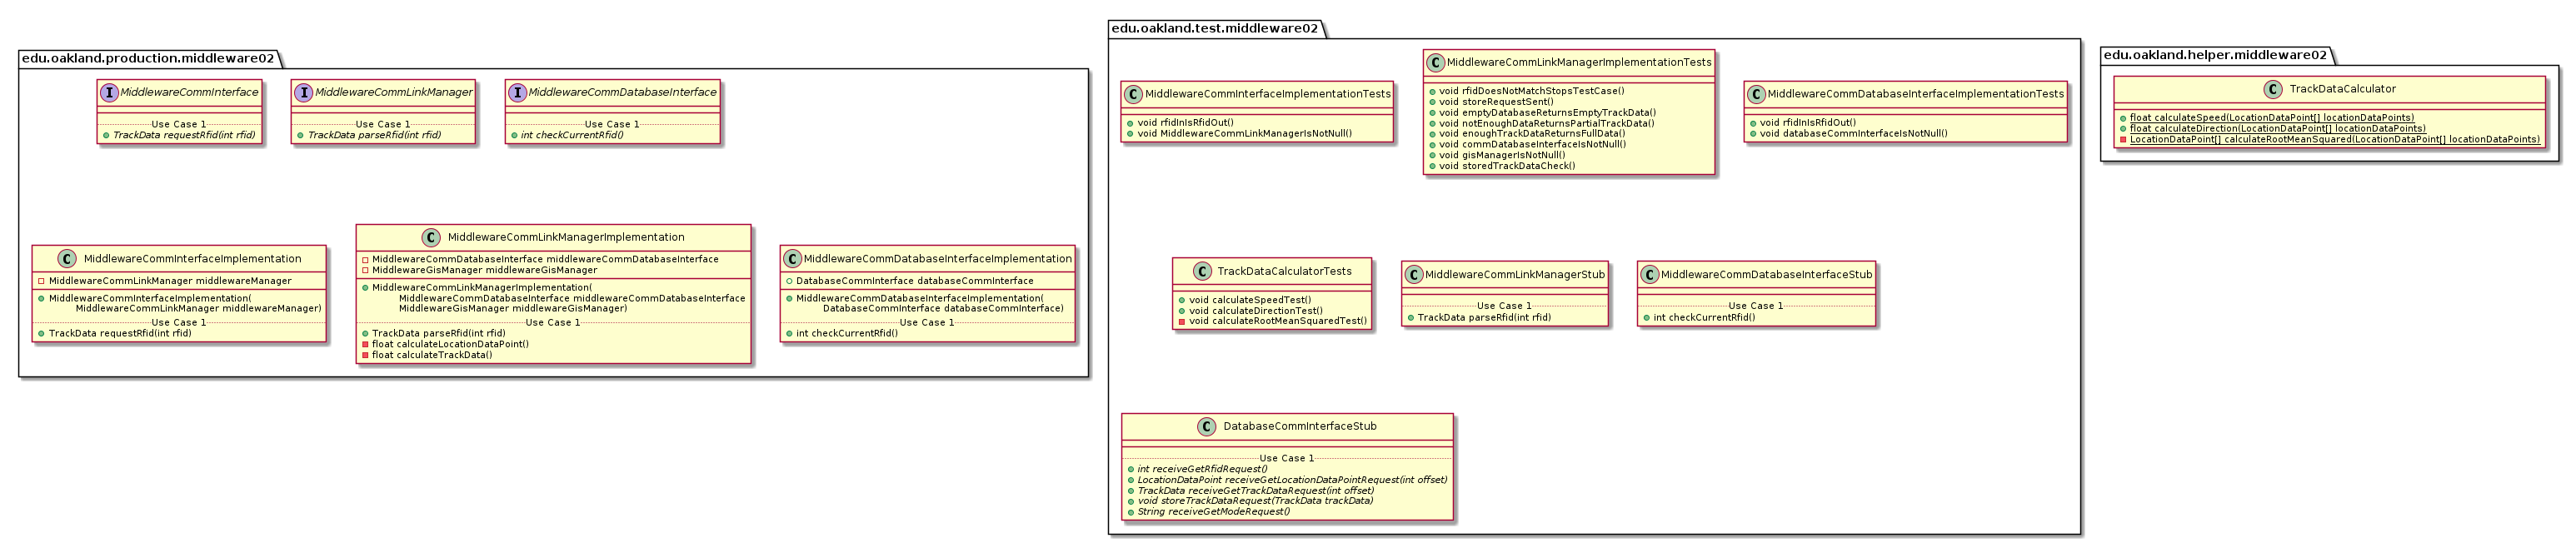 edu.oakland.production.middleware02
I MiddlewareCommInterface
Use Case 1
TrackData requestRfid(int rfid)
I MiddlewareCommLinkManager
Use Case 1
TrackData parseRfid(int rfid)
I MiddlewareCommDatabaseInterface
Use Case 1
int checkCurrentRfid()
C MiddlewareCommInterfaceImplementation
MiddlewareCommLinkManager middlewareManager
MiddlewareCommInterfaceImplementation(
MiddlewareCommLinkManager middlewareManager)
Use Case 1
TrackData requestRfid(int rfid)
C MiddlewareCommLinkManagerImplementation
MiddlewareCommDatabaseInterface middlewareCommDatabaseInterface
MiddlewareGisManager middlewareGisManager
MiddlewareCommLinkManagerImplementation(
MiddlewareCommDatabaseInterface middlewareCommDatabaseInterface
MiddlewareGisManager middlewareGisManager)
Use Case 1
TrackData parseRfid(int rfid)
float calculateLocationDataPoint()
float calculateTrackData()
C MiddlewareCommDatabaseInterfaceImplementation
DatabaseCommInterface databaseCommInterface
MiddlewareCommDatabaseInterfaceImplementation(
DatabaseCommInterface databaseCommInterface)
Use Case 1
int checkCurrentRfid()
edu.oakland.test.middleware02
C MiddlewareCommInterfaceImplementationTests
void rfidInIsRfidOut()
void MiddlewareCommLinkManagerIsNotNull()
C MiddlewareCommLinkManagerImplementationTests
void rfidDoesNotMatchStopsTestCase()
void storeRequestSent()
void emptyDatabaseReturnsEmptyTrackData()
void notEnoughDataReturnsPartialTrackData()
void enoughTrackDataReturnsFullData()
void commDatabaseInterfaceIsNotNull()
void gisManagerIsNotNull()
void storedTrackDataCheck()
C MiddlewareCommDatabaseInterfaceImplementationTests
void rfidInIsRfidOut()
void databaseCommInterfaceIsNotNull()
C TrackDataCalculatorTests
void calculateSpeedTest()
void calculateDirectionTest()
void calculateRootMeanSquaredTest()
C MiddlewareCommLinkManagerStub
Use Case 1
TrackData parseRfid(int rfid)
C MiddlewareCommDatabaseInterfaceStub
Use Case 1
int checkCurrentRfid()
C DatabaseCommInterfaceStub
Use Case 1
int receiveGetRfidRequest()
LocationDataPoint receiveGetLocationDataPointRequest(int offset)
TrackData receiveGetTrackDataRequest(int offset)
void storeTrackDataRequest(TrackData trackData)
String receiveGetModeRequest()
edu.oakland.helper.middleware02
C TrackDataCalculator
float calculateSpeed(LocationDataPoint[] locationDataPoints)
float calculateDirection(LocationDataPoint[] locationDataPoints)
LocationDataPoint[] calculateRootMeanSquared(LocationDataPoint[] locationDataPoints)